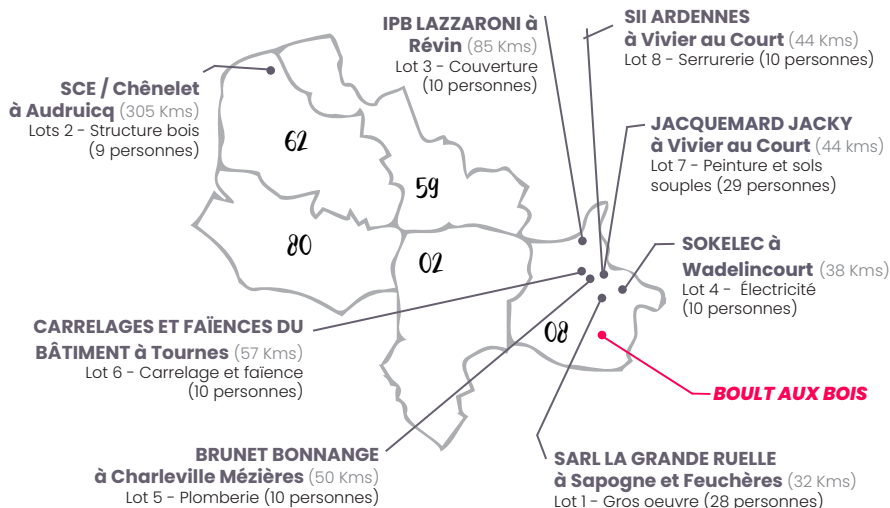 IPB LAZZARONI à
Révin (85 Kms)
Lot 3 - Couverture
(10 personnes)
SII ARDENNES
à Vivier au Court (44 Kms)
Lot 8 - Serrurerie (10 personnes)
SCE / Chênelet
à Audruicq (305 Kms)
Lots 2 - Structure bois
(9 personnes)
JACQUEMARD JACKY
à Vivier au Court (44 kms)
Lot 7 - Peinture et sols
souples (29 personnes)
62
59
80
02
08
SOKELEC à
Wadelincourt (38 Kms)
Lot 4 - Électricité
(10 personnes)
CARRELAGES ET FAÏENCES DU
BÂTIMENT à Tournes (57 Kms)
Lot 6 - Carrelage et faïence
(10 personnes)
BOULT AUX BOIS
BRUNET BONNANGE
à Charleville Mézières (50 Kms)
Lot 5 - Plomberie (10 personnes)
SARL LA GRANDE RUELLE
à Sapogne et Feuchères (32 Kms)
Lot 1 - Gros oeuvre (28 personnes)